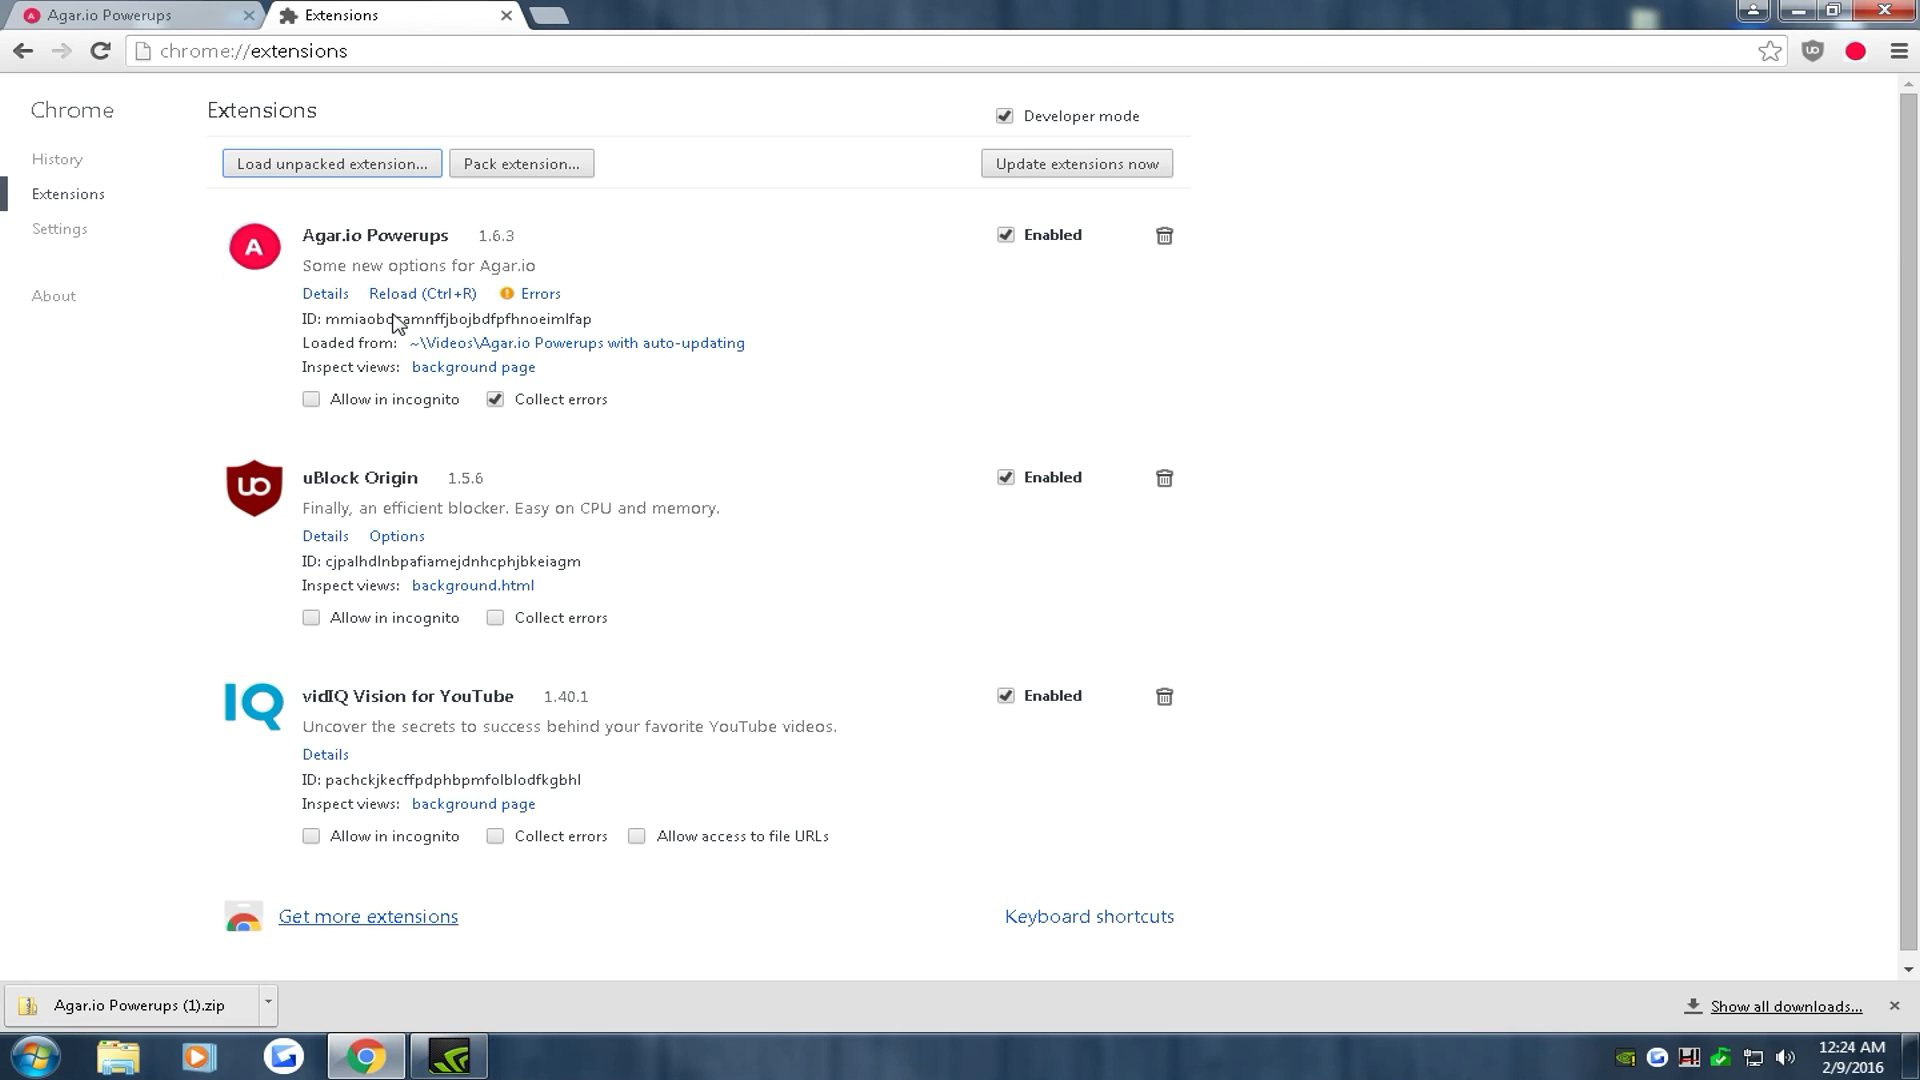 Agar.io Powerups
Extensions
chrome://extensions
Chrome
Extensions
Developer mode
History
Load unpacked extension...
Pack extension...
Update extensions now
Extensions
Settings
About
A
Agar.io Powerups 1.6.3
Enabled
Some new options for Agar.io
Details Reload (Ctrl+R) Errors
Loaded from: ~\Videos\Agar.io Powerups with auto-updating
Inspect views: background page
Allow in incognito Collect errors
uBlock Origin 1.5.6
Enabled
Finally, an efficient blocker. Easy on CPU and memory.
Details Options
ID: cjpalhdlnbpafiamejdnhcphjbkeiagm
Inspect views: background.html
Allow in incognito Collect errors
IQ
vidIQ Vision for YouTube 1.40.1
Enabled
Uncover the secrets to success behind your favorite YouTube videos.
Details
ID: pachckjkecffpdphbpmfolblodfkgbhl
Inspect views: background page
Allow in incognito Collect errors Allow access to file URLs
Get more extensions
Keyboard shortcuts
Agar.io Powerups (1).zip
Show all downloads...
12:24 AM
2/9/2016